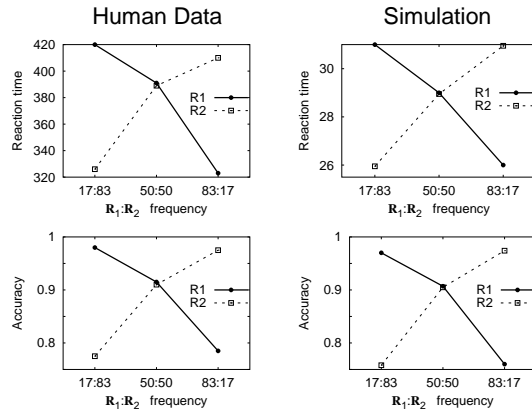 Human Data
Simulation
Reaction time
420
400
380
360
340
320
R1
R2
17:83 50:50 83:17
R1:R2 frequency
Reaction time
30
28
26
R1
R2
17:83 50:50 83:17
R1:R2 frequency
Accuracy
1
0.9
0.8
R1
R2
17:83 50:50 83:17
R1:R2 frequency
Accuracy
1
0.9
0.8
R1
R2
17:83 50:50 83:17
R1:R2 frequency